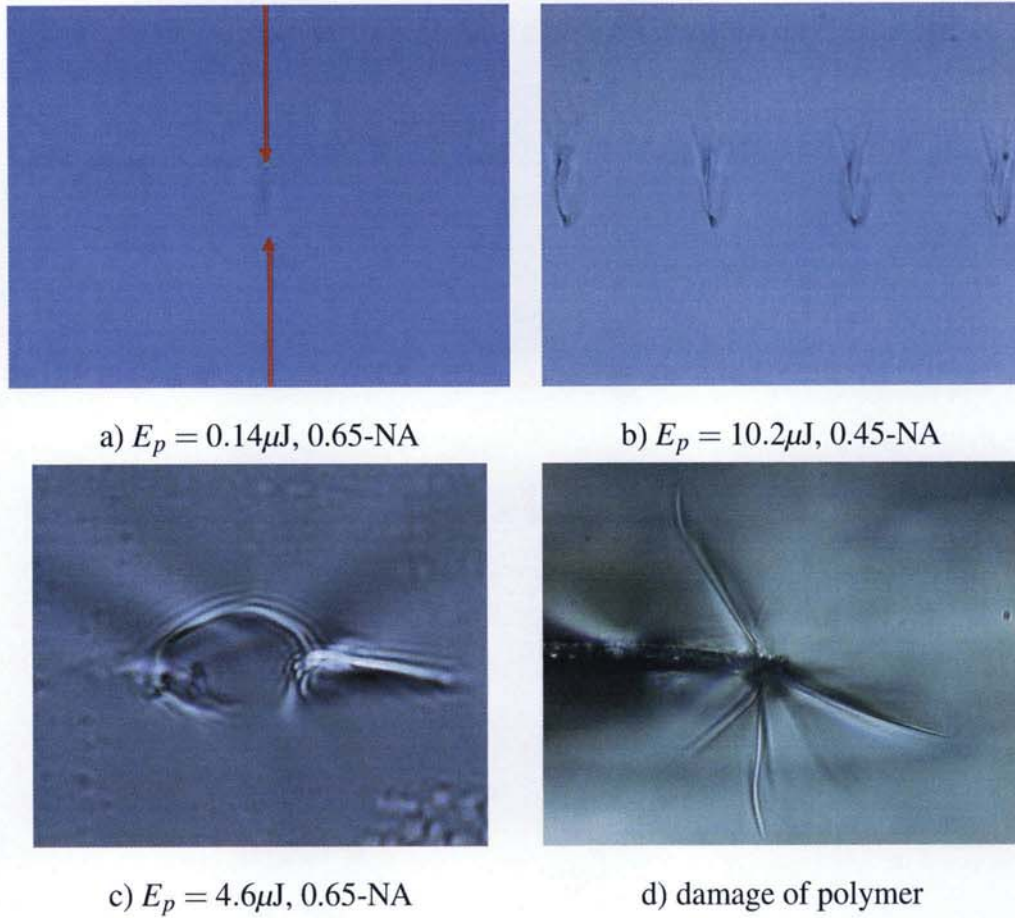 a) E_p = 0.14μJ, 0.65-NA
b) E_p = 10.2μJ, 0.45-NA
c) E_p = 4.6μJ, 0.65-NA
d) damage of polymer